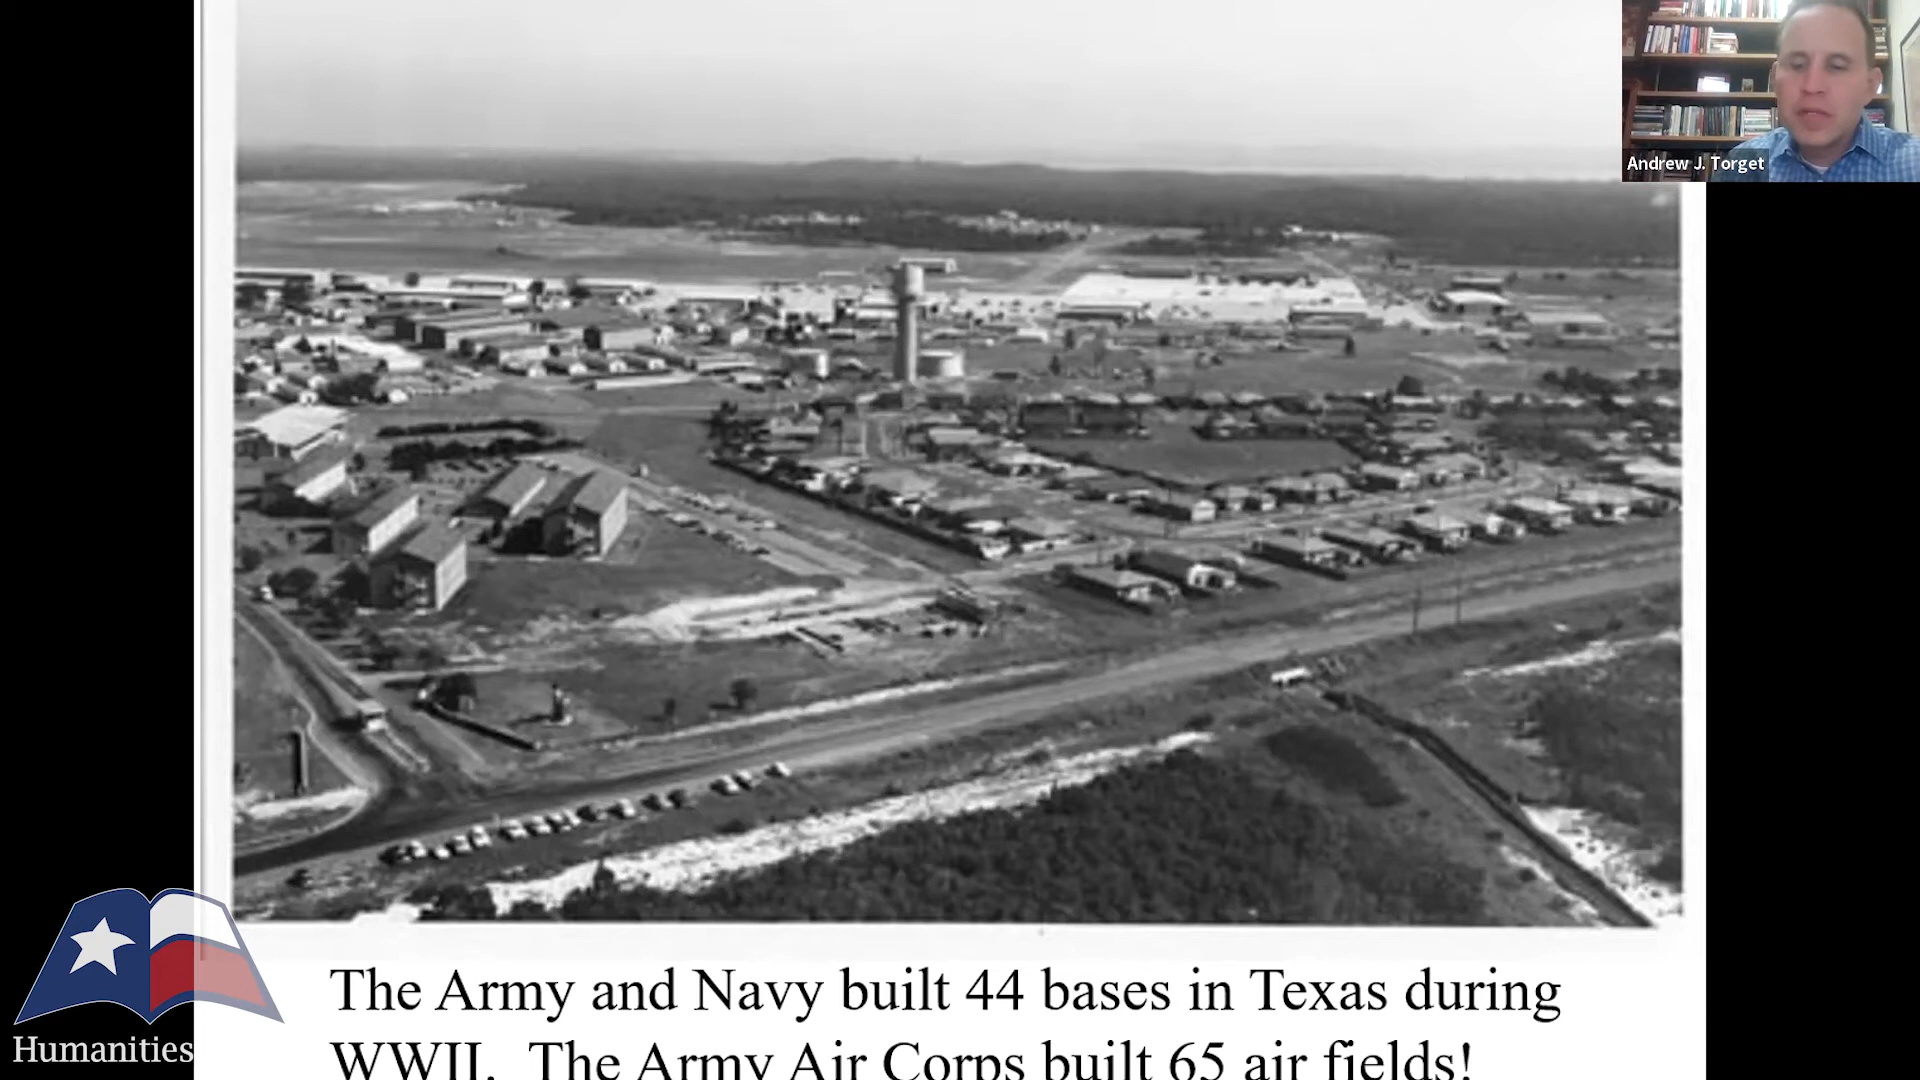 Andrew J. Torget
The Army and Navy built 44 bases in Texas during
WWII. The Army Air Corps built 65 air fields!
Humanities